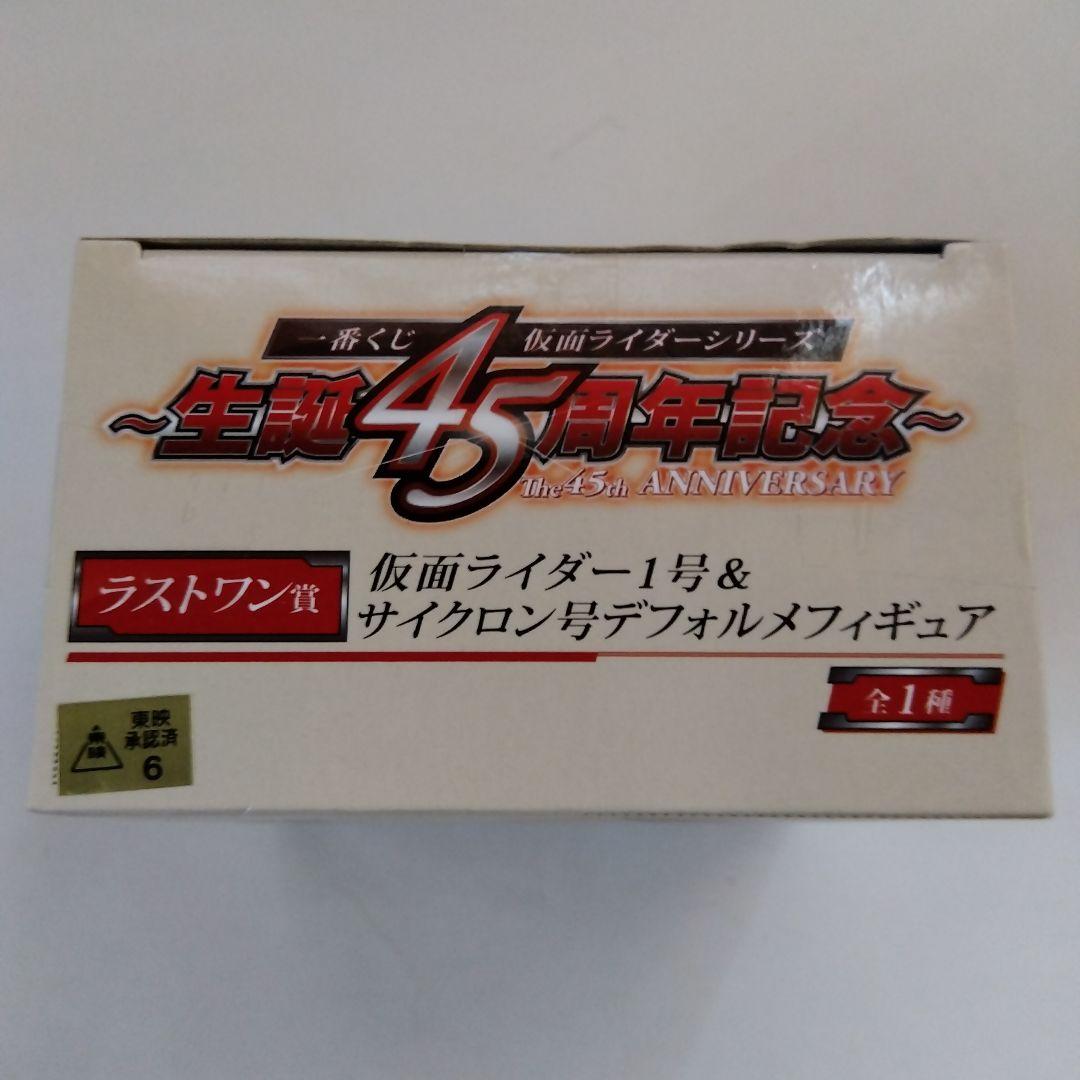 一番くじ 仮面ライダーシリーズ
~生誕45周年記念~
The 45th ANNIVERSARY
ラストワン賞
仮面ライダー1号&
サイクロン号デフォルメフィギュア
全1種
東映
承認済
6
東映